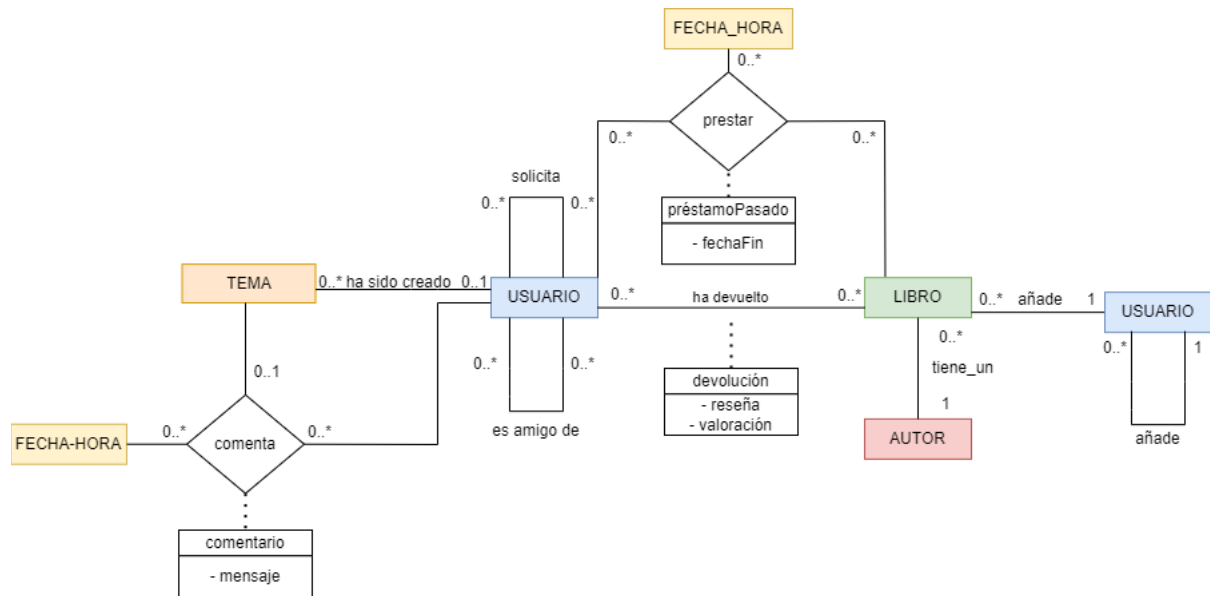 FECHA_HORA
0..*
prestar
0..*
0..*
solicita
0..*
0..*
préstamoPasado
- fechaFin
TEMA
0..* ha sido creado 0..1
USUARIO
0..*
ha devuelto
0..*
LIBRO
0..*
añade
1
USUARIO
0..*
1
añade
0..*
tiene_un
1
AUTOR
0..*
0..*
es amigo de
devolución
- reseña
- valoración
0..1
FECHA-HORA
0..*
comenta
0..*
comentario
- mensaje